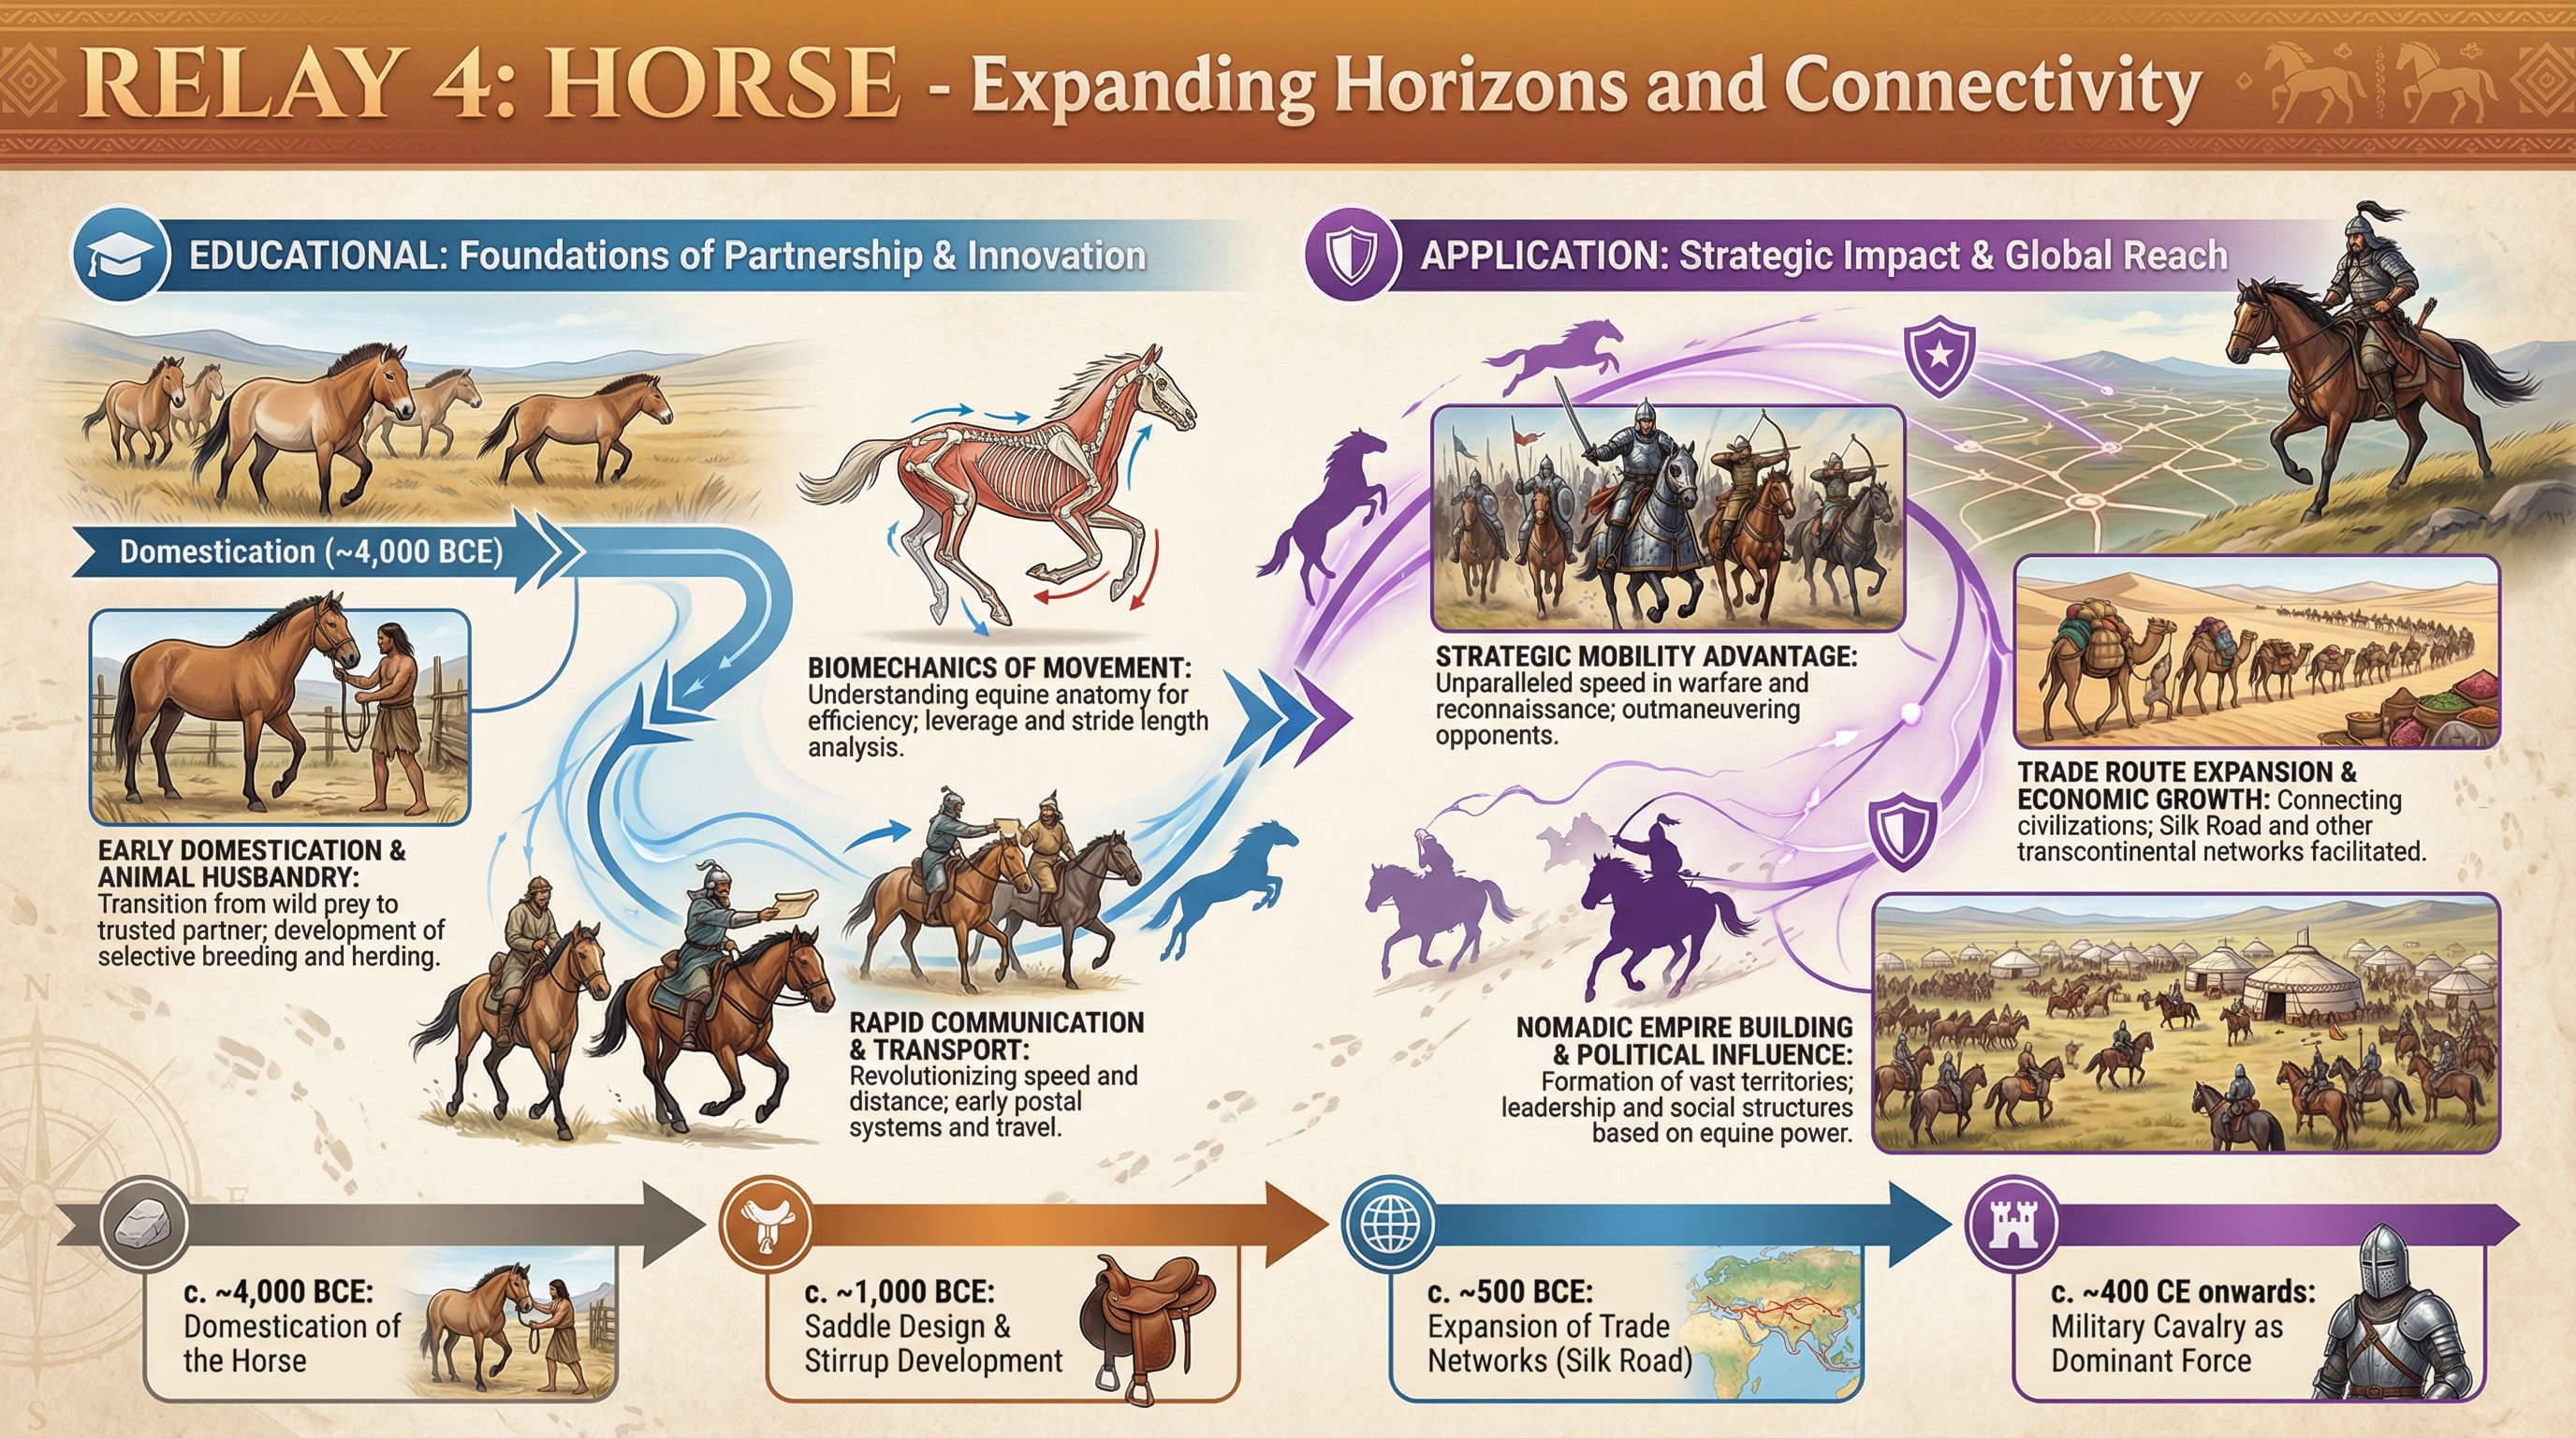 RELAY 4: HORSE - Expanding Horizons and Connectivity
EDUCATIONAL: Foundations of Partnership & Innovation
Domestication (~4,000 BCE)
EARLY DOMESTICATION &
ANIMAL HUSBANDRY:
Transition from wild prey to
trusted partner; development of
selective breeding and herding.
BIOMECHANICS OF MOVEMENT:
Understanding equine anatomy for
efficiency; leverage and stride length
analysis.
RAPID COMMUNICATION
& TRANSPORT:
Revolutionizing speed and
distance; early postal
systems and travel.
APPLICATION: Strategic Impact & Global Reach
STRATEGIC MOBILITY ADVANTAGE:
Unparalleled speed in warfare and
reconnaissance; outmaneuvering
opponents.
TRADE ROUTE EXPANSION &
ECONOMIC GROWTH: Connecting
civilizations; Silk Road and other
transcontinental networks facilitated.
NOMADIC EMPIRE BUILDING
& POLITICAL INFLUENCE:
Formation of vast territories;
leadership and social structures
based on equine power.
N
E
S
c. ~4,000 BCE:
Domestication of
the Horse
c. ~1,000 BCE:
Saddle Design &
Stirrup Development
c. ~500 BCE:
Expansion of Trade
Networks (Silk Road)
c. ~400 CE onwards:
Military Cavalry as
Dominant Force